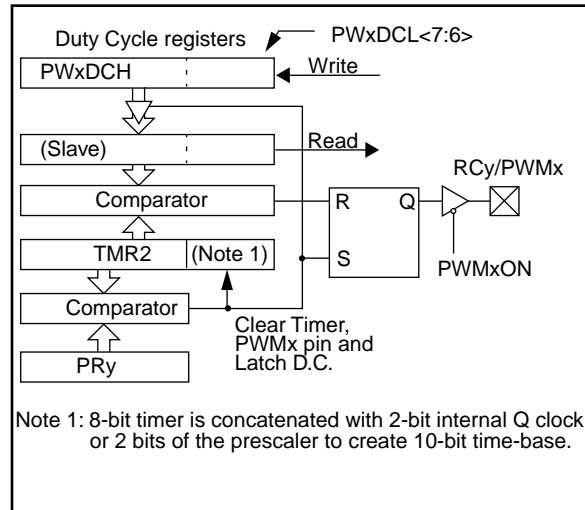 Duty Cycle registers
PWxDCL<7:6>
PWxDCH
Write
(Slave)
Read
Comparator
RCy/PWMx
R
Q
TMR2
(Note 1)
S
PWMxON
Comparator
Clear Timer,
PWMx pin and
Latch D.C.
PRy
Note 1: 8-bit timer is concatenated with 2-bit internal Q clock
or 2 bits of the prescaler to create 10-bit time-base.